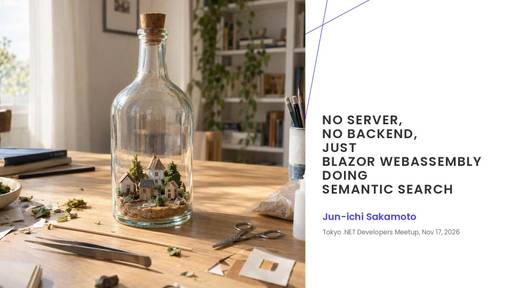 NO SERVER,
NO BACKEND,
JUST
BLAZOR WEBASSEMBLY
DOING
SEMANTIC SEARCH
Jun-ichi Sakamoto
Tokyo .NET Developers Meetup, Nov 17, 2026